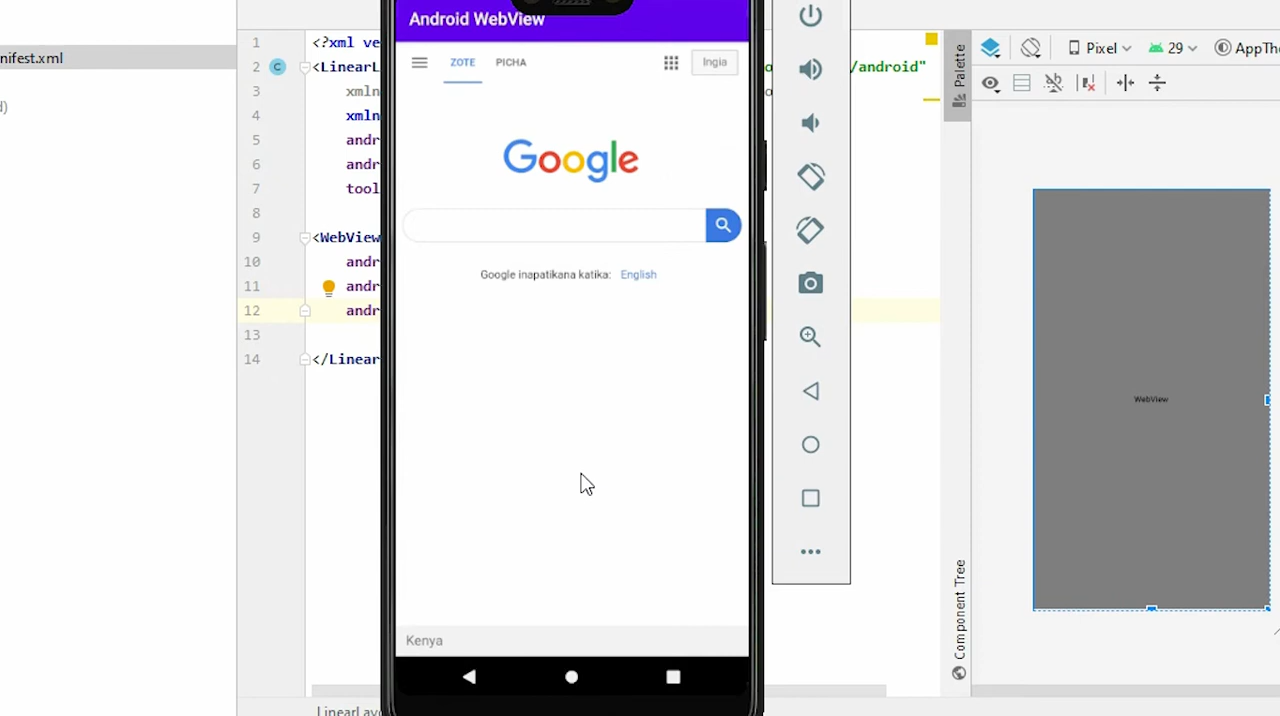 nifest.xml
d)
1
2
3
4
5
6
7
8
9
10
11
12
13
14
<?xml ve
<LinearL
/android"
xmln
xmln
andr
andr
tool
<WebView
andr
andr
andr
</Linear
LinearLayo
Android WebView
ZOTE PICHA Ingia
Google
Google inapatikana katika: English
Kenya
Palette
Component Tree
Pixel 29 AppThe
WebView